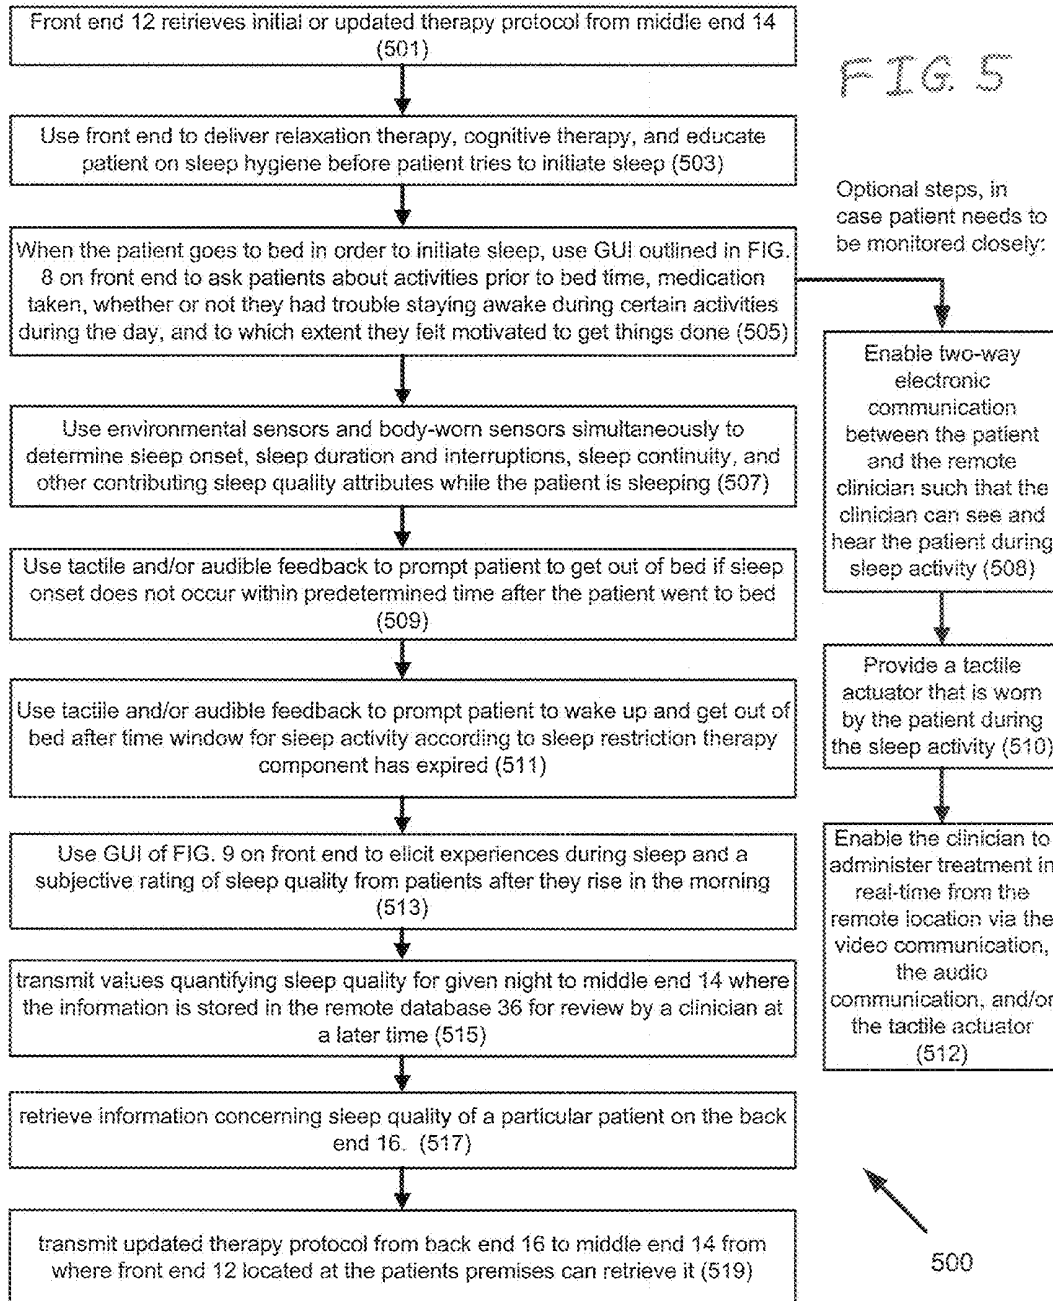 Front end 12 retrieves initial or updated therapy protocol from middle end 14
(501)
FIG. 5
Use front end to deliver relaxation therapy, cognitive therapy, and educate
patient on sleep hygiene before patient tries to initiate sleep (503)
When the patient goes to bed in order to initiate sleep, use GUI outlined in FIG.
8 on front end to ask patients about activities prior to bed time, medication
taken, whether or not they had trouble staying awake during certain activities
during the day, and to which extent they felt motivated to get things done (505)
Use environmental sensors and body-worn sensors simultaneously to
determine sleep onset, sleep duration and interruptions, sleep continuity, and
other contributing sleep quality attributes while the patient is sleeping (507)
Use tactile and/or audible feedback to prompt patient to get out of bed if sleep
onset does not occur within predetermined time after the patient went to bed
(509)
Use tactile and/or audible feedback to prompt patient to wake up and get out of
bed after time window for sleep activity according to sleep restriction therapy
component has expired (511)
Use GUI of FIG. 9 on front end to elicit experiences during sleep and a
subjective rating of sleep quality from patients after they rise in the morning
(513)
transmit values quantifying sleep quality for given night to middle end 14 where
the information is stored in the remote database 36 for review by a clinician at
a later time (515)
retrieve information concerning sleep quality of a particular patient on the back
end 16. (517)
transmit updated therapy protocol from back end 16 to middle end 14 from
where front end 12 located at the patients premises can retrieve it (519)
Optional steps, in
case patient needs to
be monitored closely:
Enable two-way
electronic
communication
between the patient
and the remote
clinician such that the
clinician can see and
hear the patient during
sleep activity (508)
Provide a tactile
actuator that is worn
by the patient during
the sleep activity (510)
Enable the clinician to
administer treatment in
real-time from the
remote location via the
video communication,
the audio
communication, and/or
the tactile actuator
(512)
500